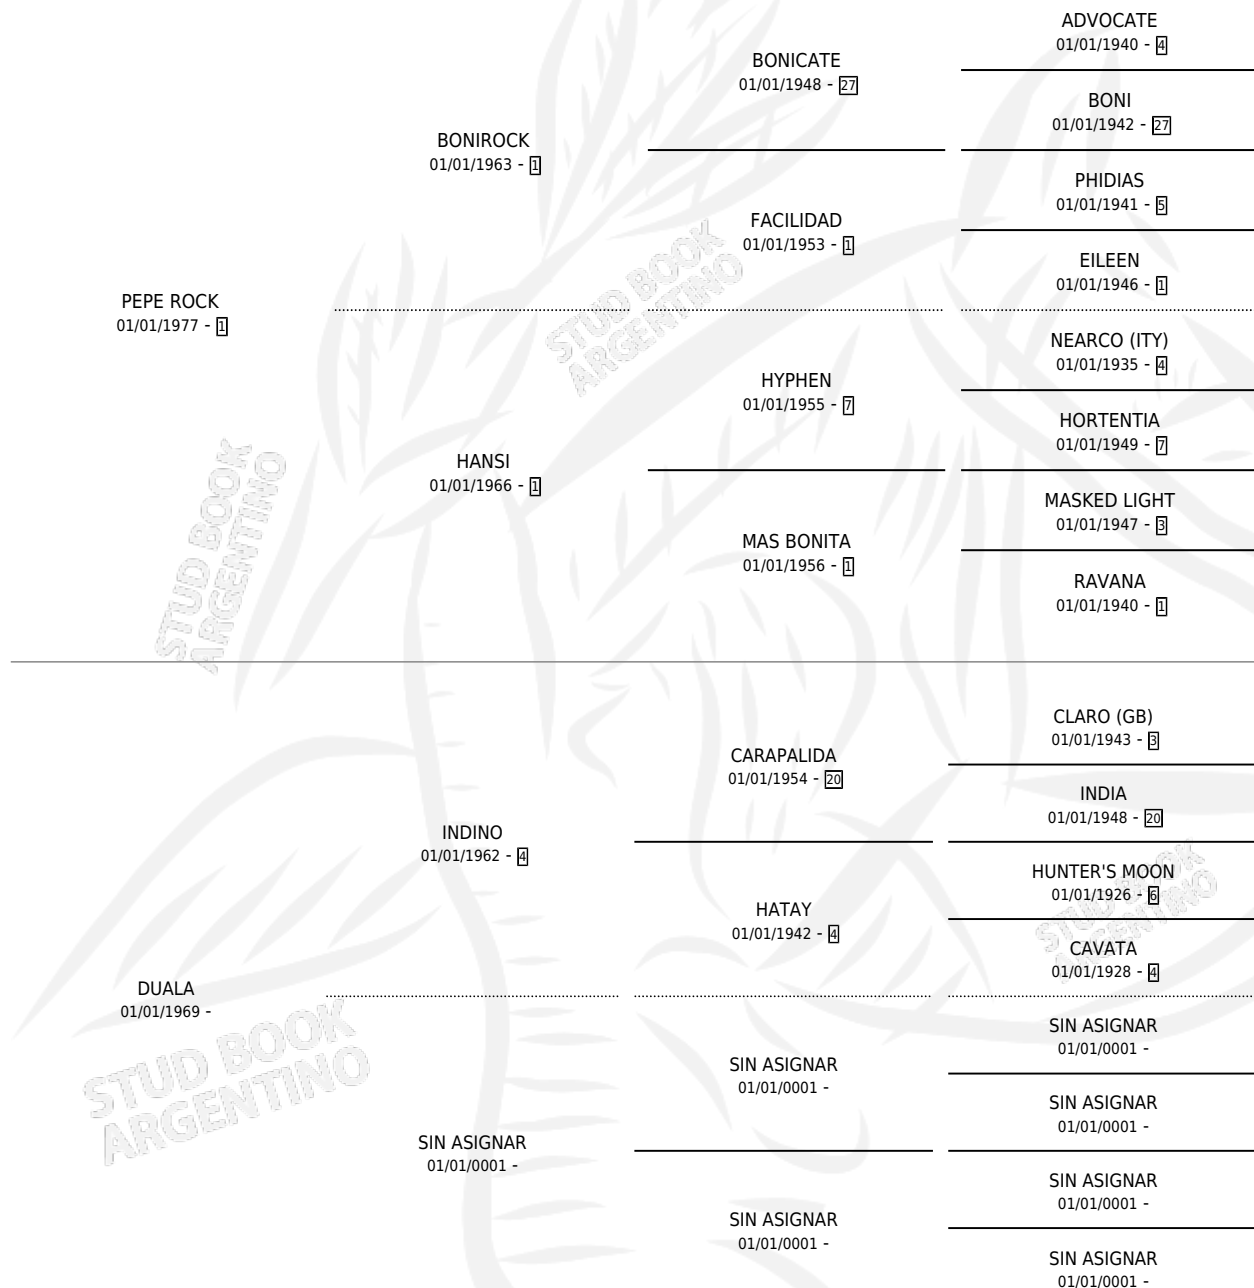 ADVOCATE
01/01/1940 - 4
BONICATE
01/01/1948 - 27
BONI
01/01/1942 - 27
BONIROCK
01/01/1963 - 1
PHIDIAS
01/01/1941 - 5
FACILIDAD
01/01/1953 - 1
EILEEN
01/01/1946 - 1
PEPE ROCK
01/01/1977 - 1
NEARCO (ITY)
01/01/1935 - 4
HYPHEN
01/01/1955 - 7
HORTENTIA
01/01/1949 - 7
HANSI
01/01/1966 - 1
MASKED LIGHT
01/01/1947 - 3
MAS BONITA
01/01/1956 - 1
RAVANA
01/01/1940 - 1
CLARO (GB)
01/01/1943 - 3
CARAPALIDA
01/01/1954 - 20
INDIA
01/01/1948 - 20
INDINO
01/01/1962 - 4
HUNTER'S MOON
01/01/1926 - 6
HATAY
01/01/1942 - 4
CAVATA
01/01/1928 - 4
DUALA
01/01/1969 -
SIN ASIGNAR
01/01/0001 -
SIN ASIGNAR
01/01/0001 -
SIN ASIGNAR
01/01/0001 -
SIN ASIGNAR
01/01/0001 -
SIN ASIGNAR
01/01/0001 -
SIN ASIGNAR
01/01/0001 -
SIN ASIGNAR
01/01/0001 -
STUD BOOK
ARGENTINO
STUD BOOK
ARGENTINO
STUD BOOK
ARGENTINO
STUD BOOK
ARGENTINO